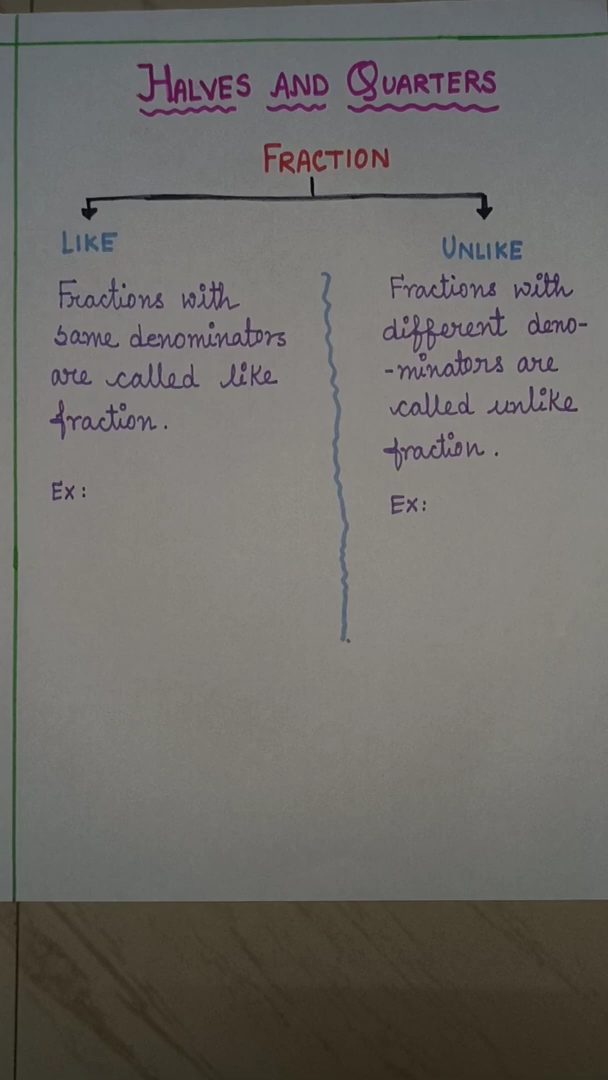 HALVES AND QUARTERS
FRACTION
LIKE
Fractions with
same denominators
are called like
fraction.
Ex:
UNLIKE
Fractions with
different deno-
-minators are
called unlike
fraction.
Ex: